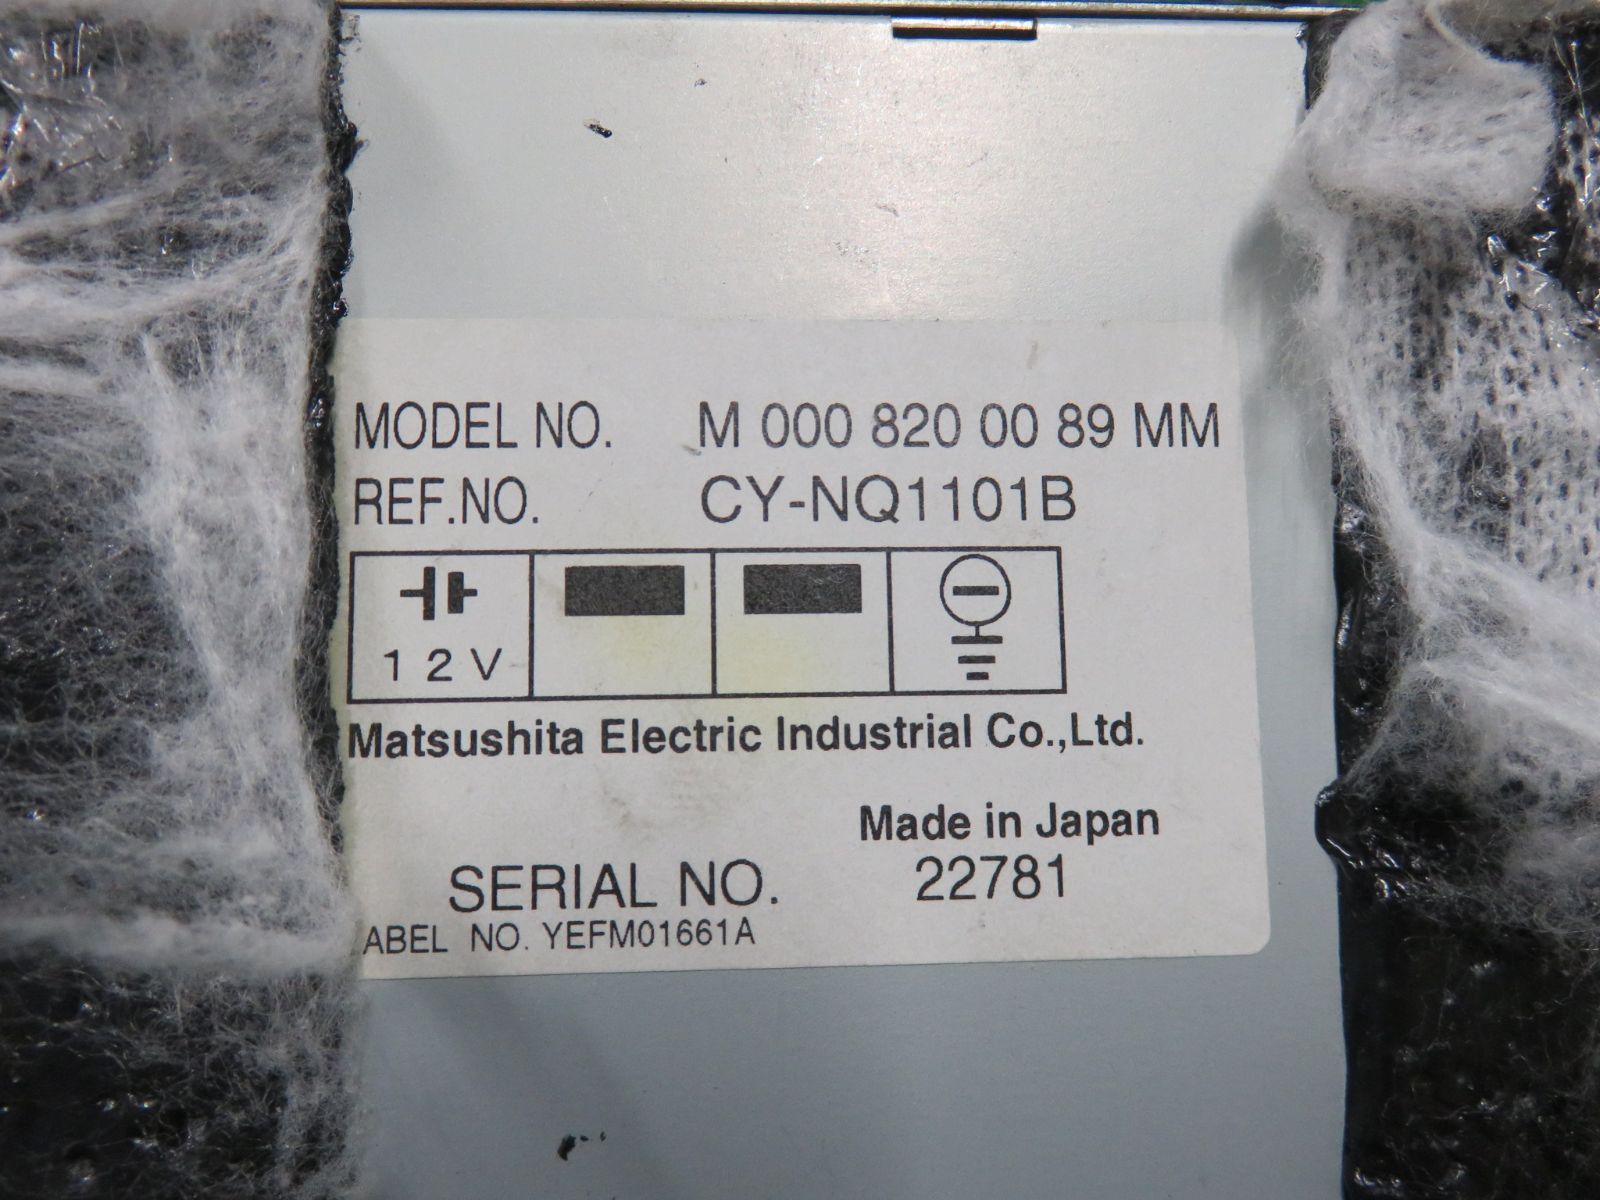 MODEL NO. M 000 820 00 89 MM
REF.NO. CY-NQ1101B
12V
Matsushita Electric Industrial Co.,Ltd.
Made in Japan
SERIAL NO. 22781
ABEL NO. YEFM01661A